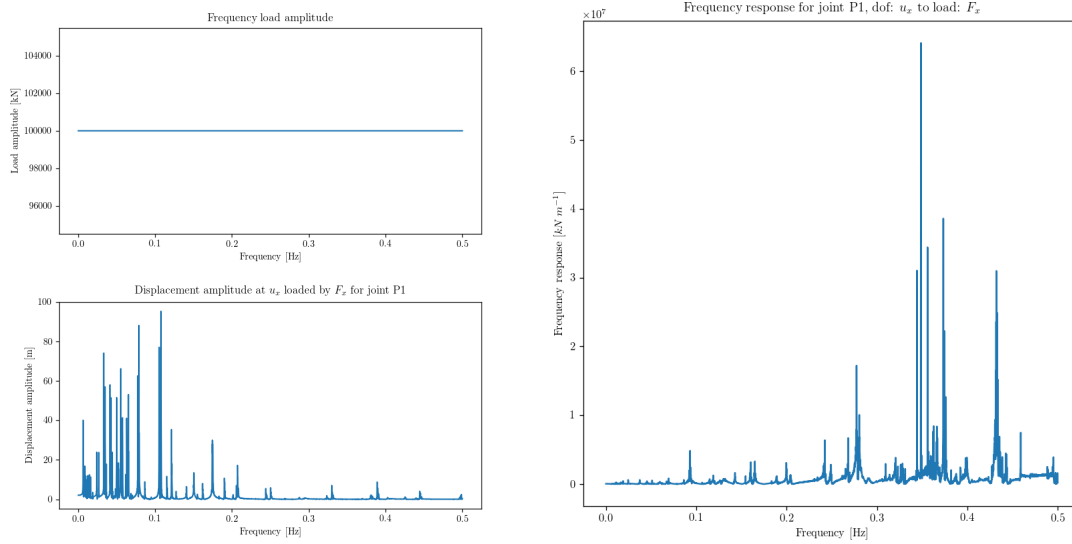 Frequency load amplitude
104000
102000
100000
98000
96000
Load amplitude [kN]
0.0 0.1 0.2 0.3 0.4 0.5
Frequency [Hz]
Displacement amplitude at u_x loaded by F_x for joint P1
100
80
60
40
20
0
Displacement amplitude [m]
0.0 0.1 0.2 0.3 0.4 0.5
Frequency [Hz]
Frequency response for joint P1, dof: u_x to load: F_x
×10⁷
6
5
4
3
2
1
0
Frequency response [kN m⁻¹]
0.0 0.1 0.2 0.3 0.4 0.5
Frequency [Hz]